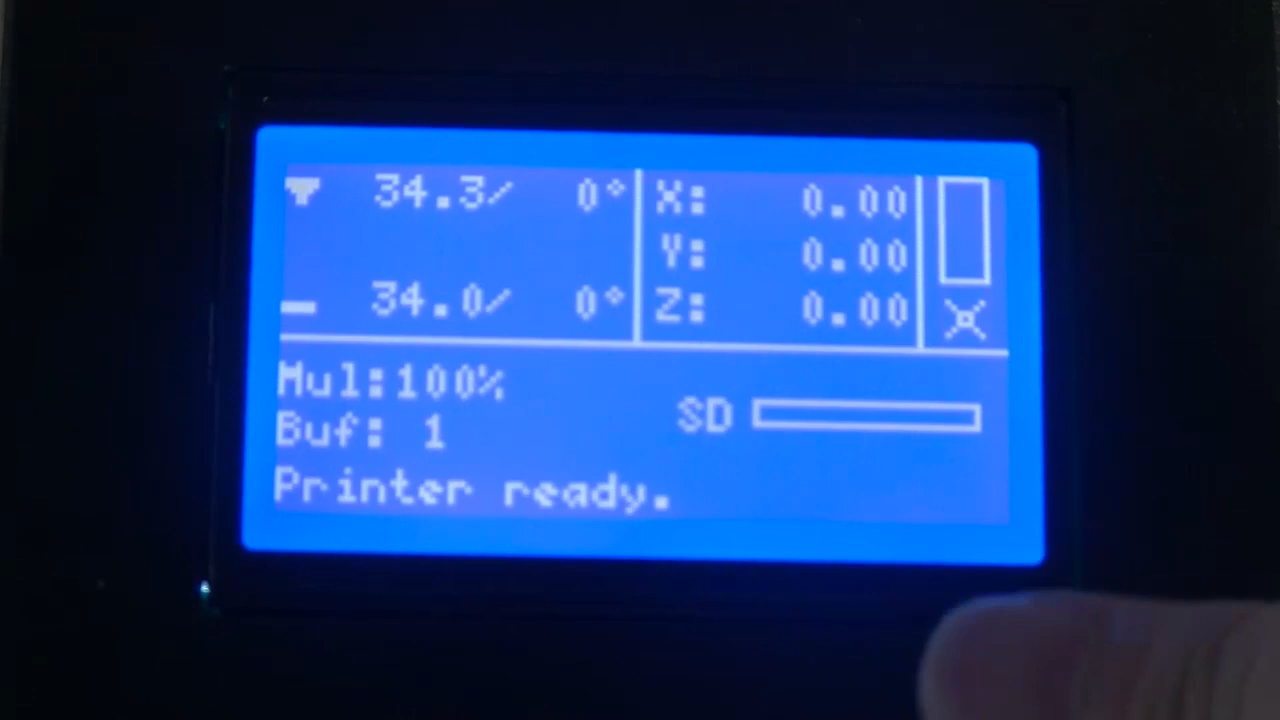 34.3/ 0° X: 0.00
Y: 0.00
34.0/ 0° Z: 0.00
Mul:100%
SD
Buf: 1
Printer ready.